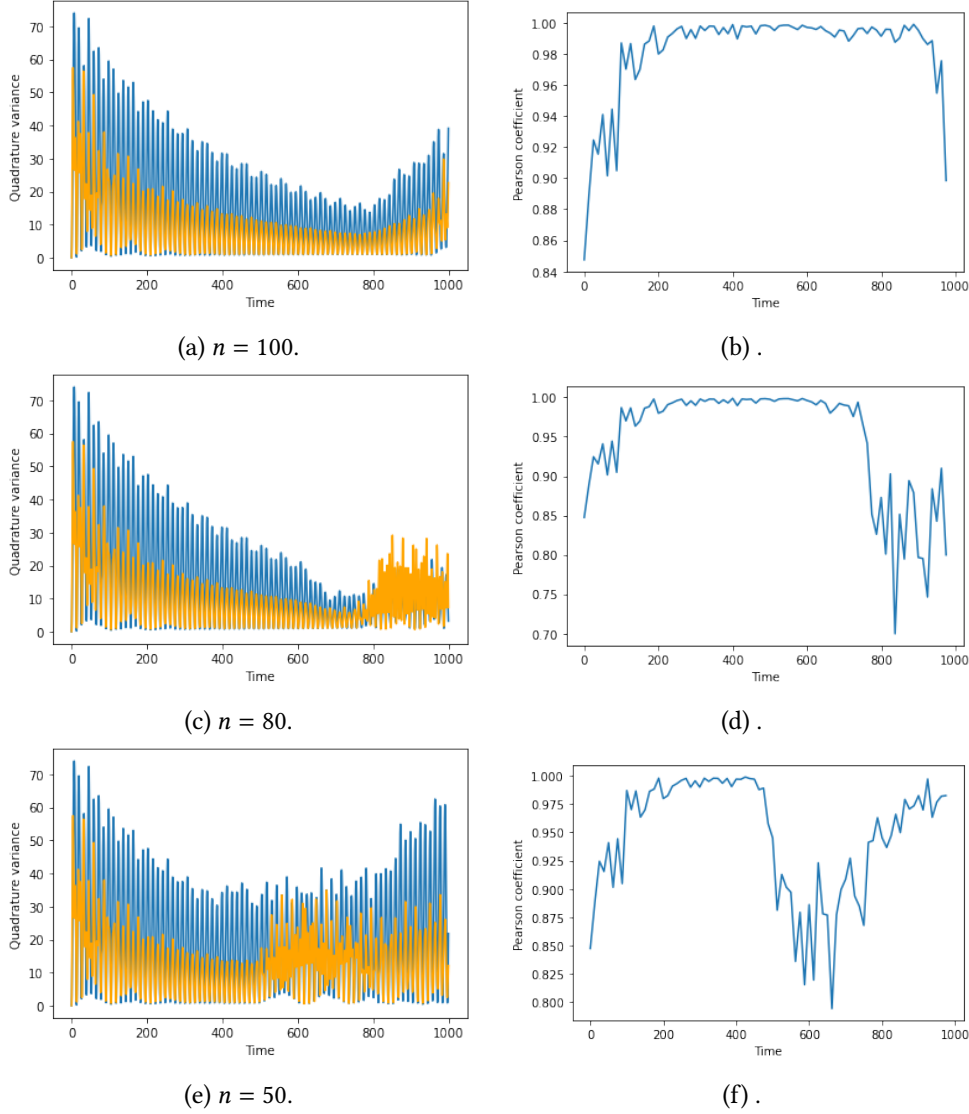 Quadrature variance
70
60
50
40
30
20
10
0
0 200 400 600 800 1000
Time
(a) n = 100.
Pearson coefficient
1.00
0.98
0.96
0.94
0.92
0.90
0.88
0.86
0.84
0 200 400 600 800 1000
Time
(b) .
Quadrature variance
70
60
50
40
30
20
10
0
0 200 400 600 800 1000
Time
(c) n = 80.
Pearson coefficient
1.00
0.95
0.90
0.85
0.80
0.75
0.70
0 200 400 600 800 1000
Time
(d) .
Quadrature variance
70
60
50
40
30
20
10
0
0 200 400 600 800 1000
Time
(e) n = 50.
Pearson coefficient
1.000
0.975
0.950
0.925
0.900
0.875
0.850
0.825
0.800
0 200 400 600 800 1000
Time
(f) .